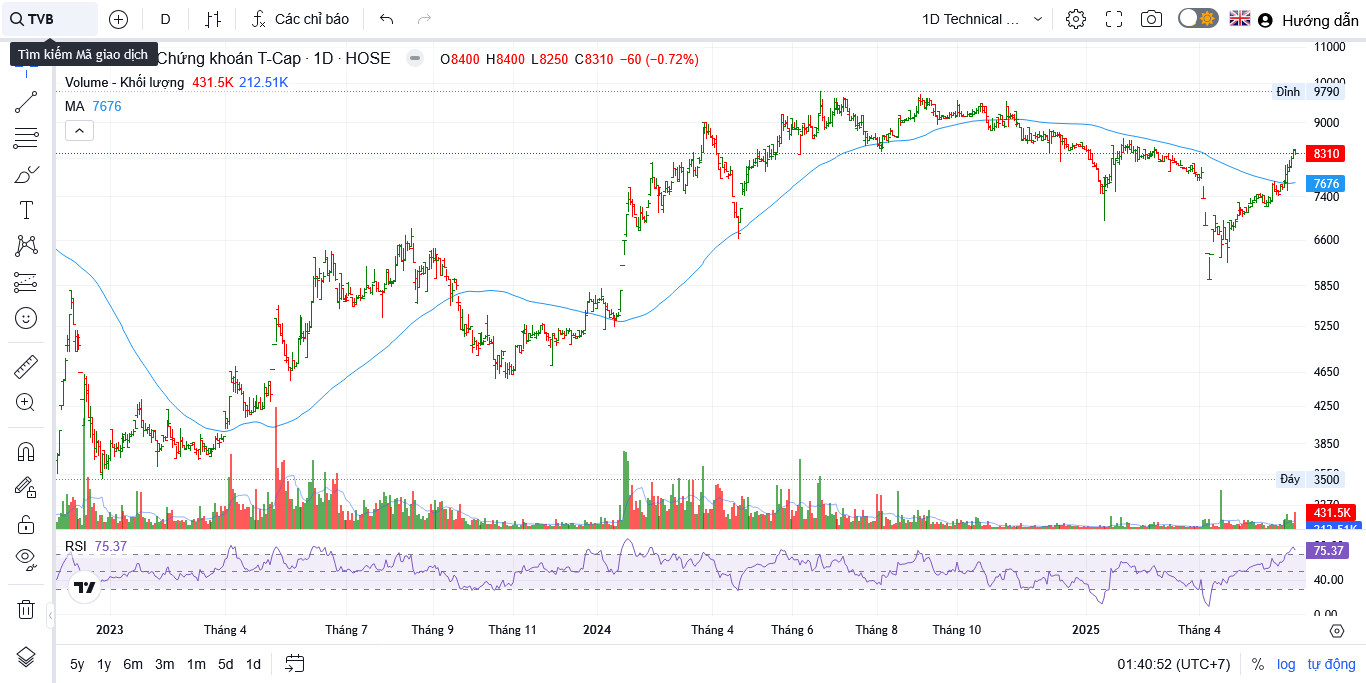 TVB
D
Các chỉ báo
1D Technical ...
Hướng dẫn
Tìm kiếm Mã giao dịch
Chứng khoán T-Cap · 1D · HOSE
O8400 H8400 L8250 C8310 −60 (−0.72%)
Volume - Khối lượng 431.5K 212.51K
MA 7676
11000
10000
Đỉnh 9790
9000
8310
7676
7400
6600
5850
5250
4650
4250
3850
3550
Đáy 3500
3270
431.5K
212.51K
RSI 75.37
75.37
40.00
0.00
2023 Tháng 4 Tháng 7 Tháng 9 Tháng 11 2024 Tháng 4 Tháng 6 Tháng 8 Tháng 10 2025 Tháng 4
5y 1y 6m 3m 1m 5d 1d
01:40:52 (UTC+7) % log tự động